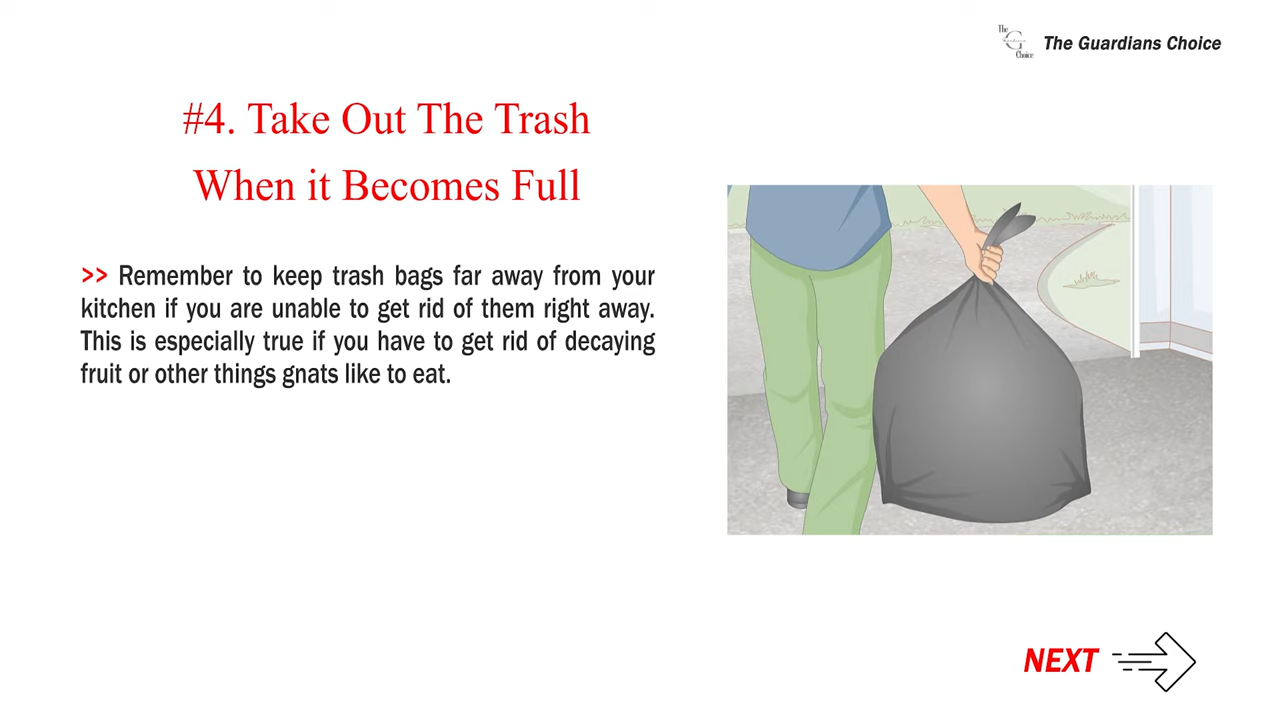 The
G
Choice
The Guardians Choice
#4. Take Out The Trash
When it Becomes Full
>> Remember to keep trash bags far away from your
kitchen if you are unable to get rid of them right away.
This is especially true if you have to get rid of decaying
fruit or other things gnats like to eat.
NEXT